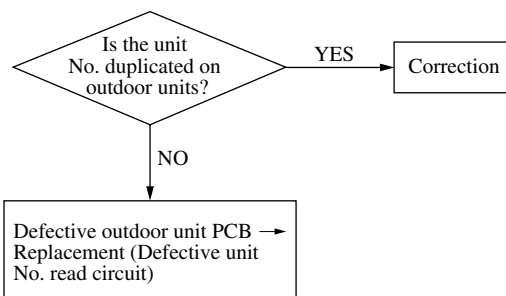 Is the unit
No. duplicated on
outdoor units?
YES
Correction
NO
Defective outdoor unit PCB →
Replacement (Defective unit
No. read circuit)